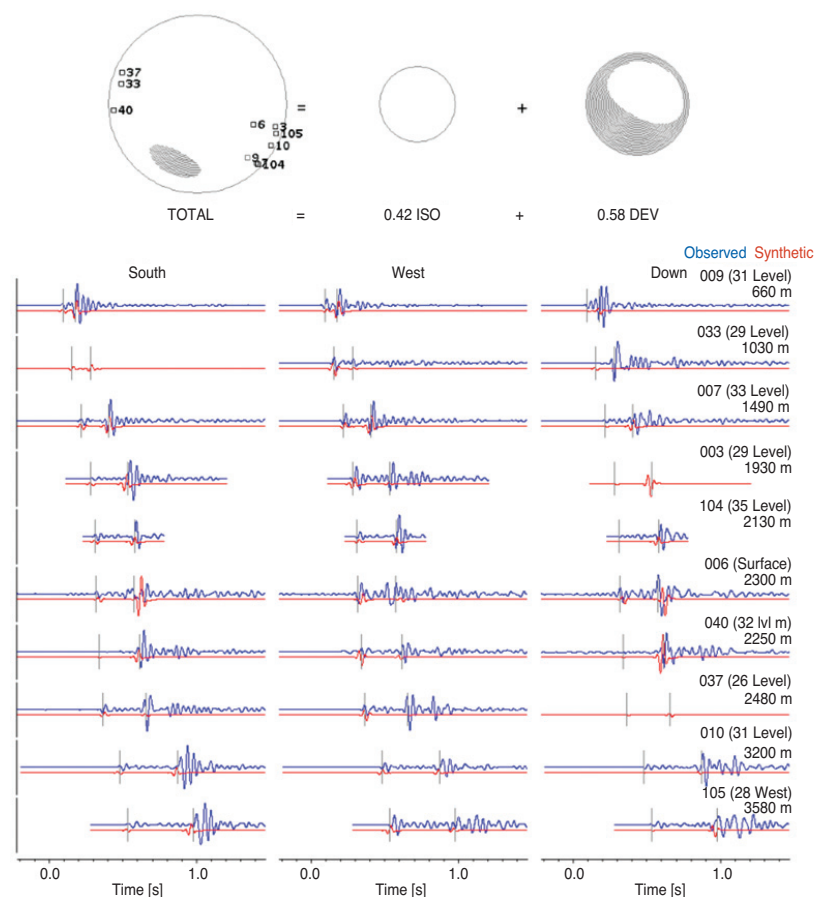 37
33
40
6
3
105
10
9
104
=
+
TOTAL = 0.42 ISO + 0.58 DEV
Observed Synthetic
South West Down
009 (31 Level)
660 m
033 (29 Level)
1030 m
007 (33 Level)
1490 m
003 (29 Level)
1930 m
104 (35 Level)
2130 m
006 (Surface)
2300 m
040 (32 lvl m)
2250 m
037 (26 Level)
2480 m
010 (31 Level)
3200 m
105 (28 West)
3580 m
0.0 1.0 0.0 1.0 0.0 1.0
Time [s] Time [s] Time [s]